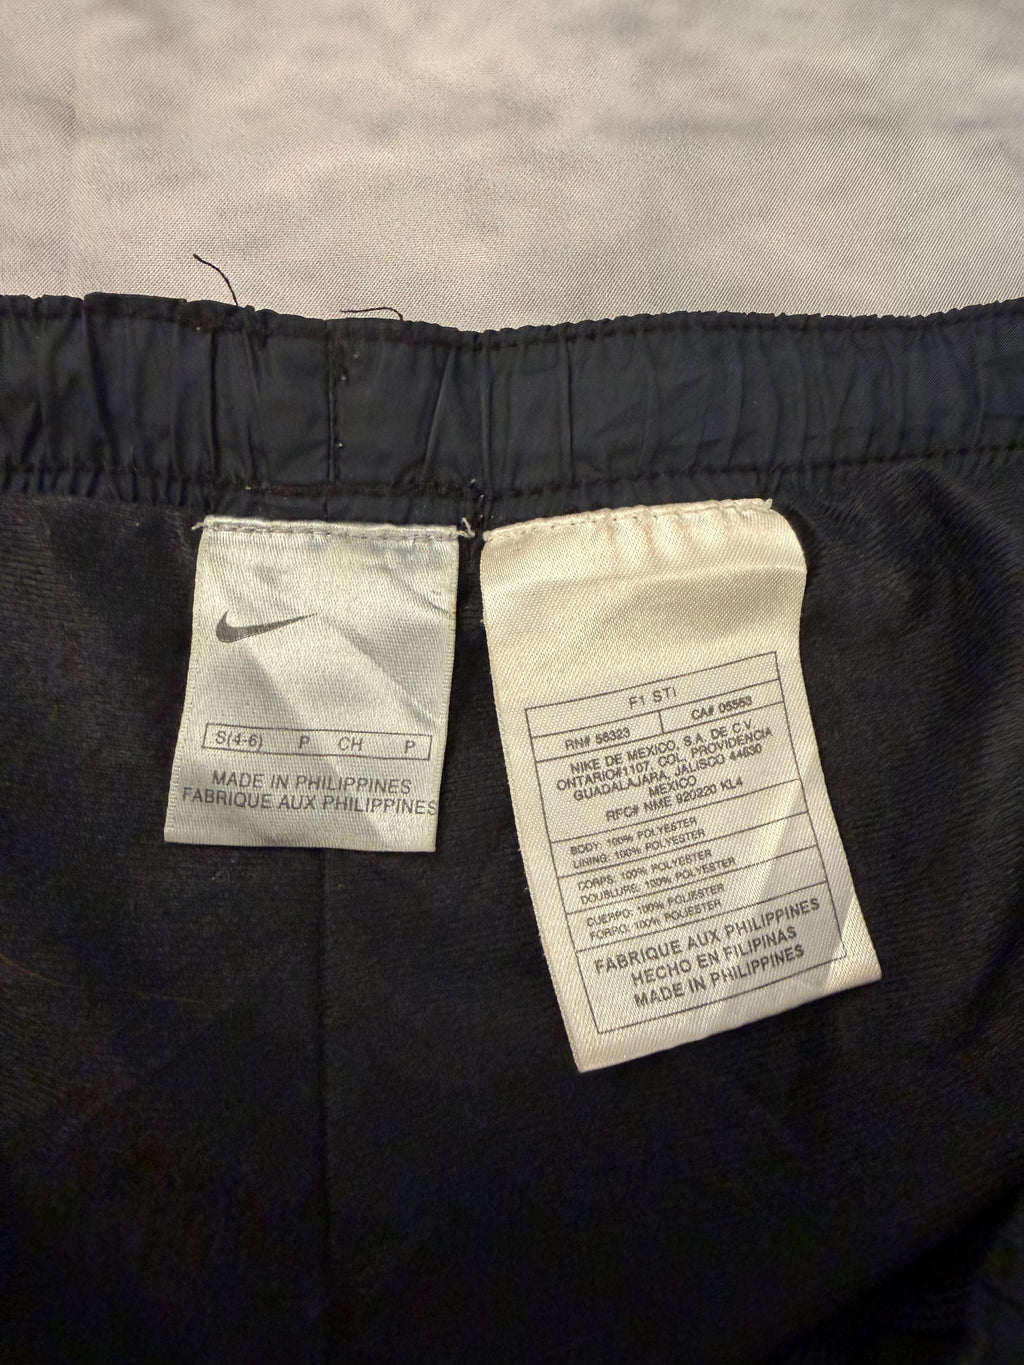 S(4-6) P CH P
MADE IN PHILIPPINES
FABRIQUE AUX PHILIPPINES
F1 STI
RN# 56323 CA# 05553
NIKE DE MEXICO, S.A. DE C.V.
ONTARIO#1107, COL. PROVIDENCIA
GUADALAJARA, JALISCO 44630
MEXICO
RFC# NME 920220 KL4
BODY: 100% POLYESTER
LINING: 100% POLYESTER
CORPS: 100% POLYESTER
DOUBLURE: 100% POLYESTER
CUERPO: 100% POLIESTER
FORRO: 100% POLIESTER
FABRIQUE AUX PHILIPPINES
HECHO EN FILIPINAS
MADE IN PHILIPPINES